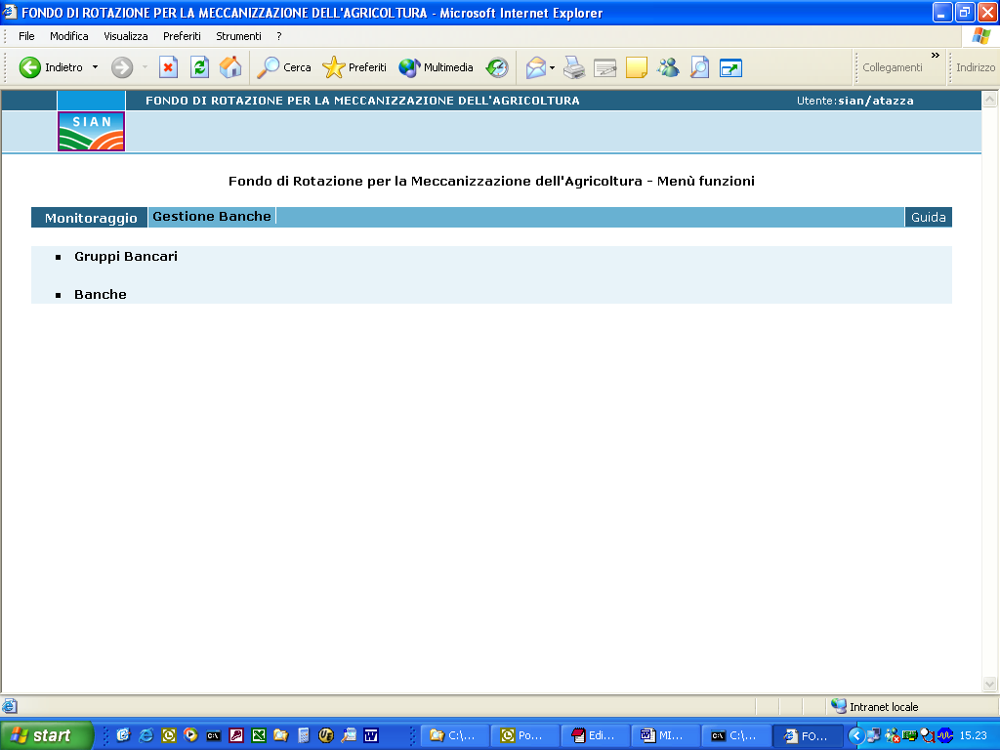 FONDO DI ROTAZIONE PER LA MECCANIZZAZIONE DELL'AGRICOLTURA - Microsoft Internet Explorer
File Modifica Visualizza Preferiti Strumenti ?
Indietro Cerca Preferiti Multimedia Collegamenti » Indirizzo
FONDO DI ROTAZIONE PER LA MECCANIZZAZIONE DELL'AGRICOLTURA Utente:sian/atazza
SIAN
Fondo di Rotazione per la Meccanizzazione dell'Agricoltura - Menù funzioni
Monitoraggio Gestione Banche Guida
Gruppi Bancari
Banche
Intranet locale
start C:\... Po... Edi... MI... C:\... FO... 15.23